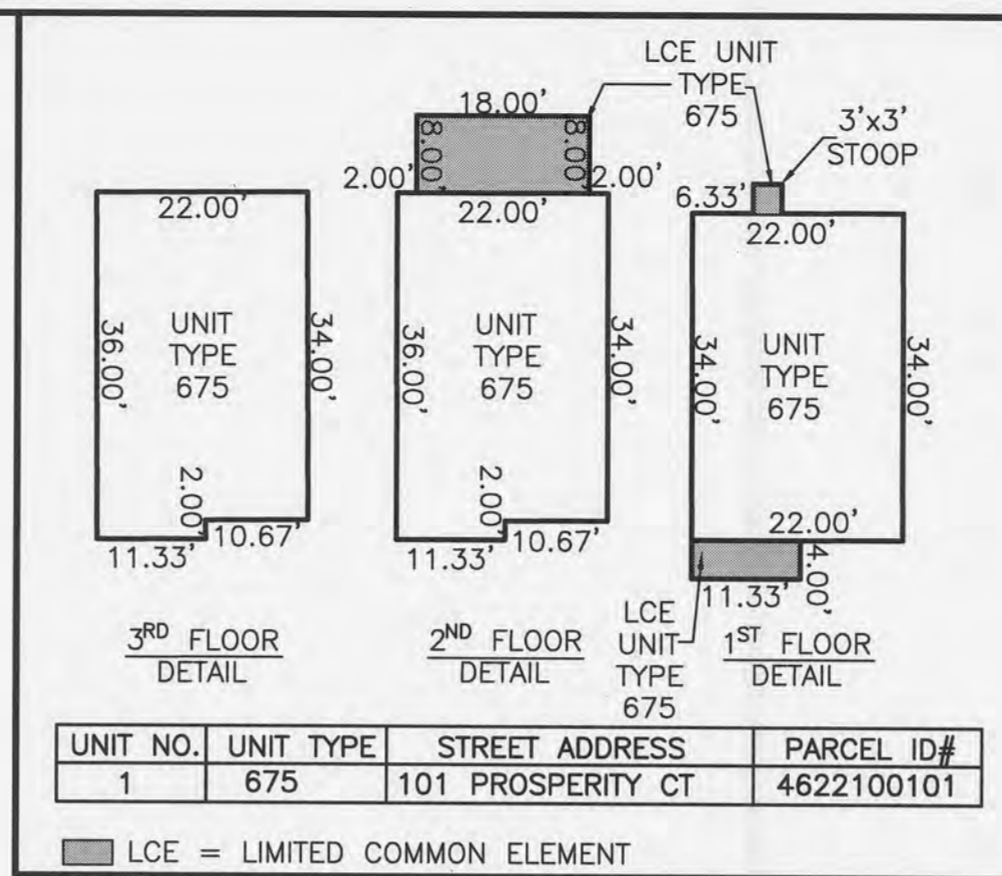 LCE UNIT
TYPE
675
3'x3'
STOOP
18.00'
8.00'
8.00'
2.00'
2.00'
22.00'
UNIT
TYPE
675
36.00'
34.00'
2.00'
11.33'
10.67'
3RD FLOOR
DETAIL
22.00'
UNIT
TYPE
675
36.00'
34.00'
2.00'
11.33'
10.67'
2ND FLOOR
DETAIL
6.33'
22.00'
UNIT
TYPE
675
34.00'
34.00'
22.00'
4.00'
11.33'
LCE
UNIT
TYPE
675
1ST FLOOR
DETAIL
UNIT NO. UNIT TYPE STREET ADDRESS PARCEL ID#
1 675 101 PROSPERITY CT 4622100101
LCE = LIMITED COMMON ELEMENT